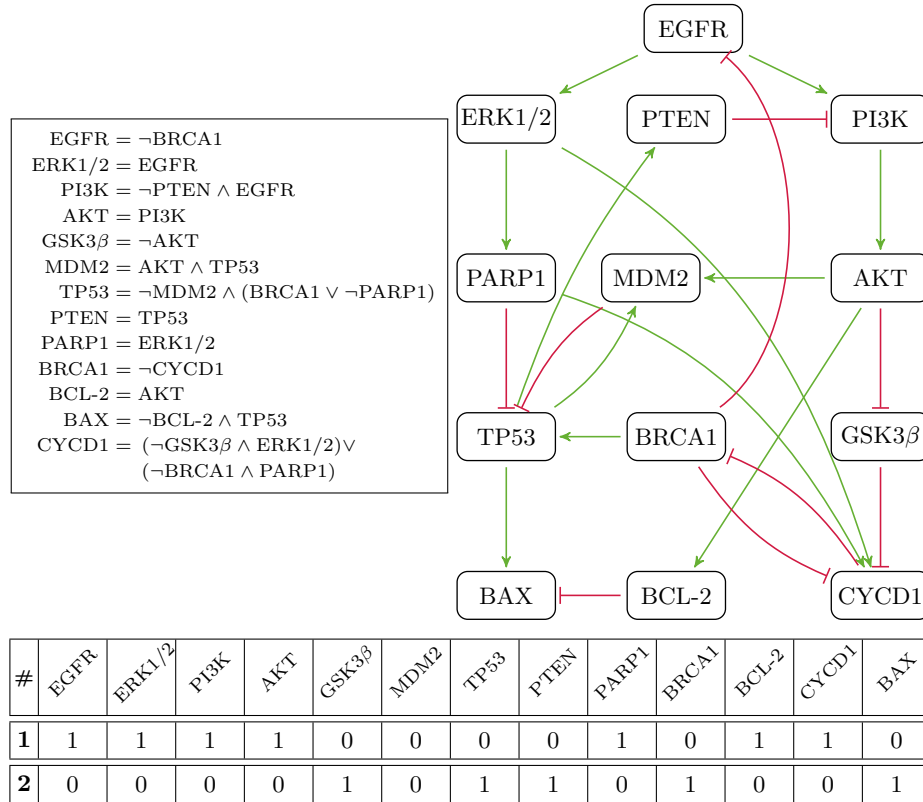 EGFR
ERK1/2 PTEN PI3K
EGFR = ¬BRCA1
ERK1/2 = EGFR
PI3K = ¬PTEN ∧ EGFR
AKT = PI3K
GSK3β = ¬AKT
MDM2 = AKT ∧ TP53
TP53 = ¬MDM2 ∧ (BRCA1 ∨ ¬PARP1)
PTEN = TP53
PARP1 = ERK1/2
BRCA1 = ¬CYCD1
BCL-2 = AKT
BAX = ¬BCL-2 ∧ TP53
CYCD1 = (¬GSK3β ∧ ERK1/2)∨
(¬BRCA1 ∧ PARP1)
PARP1 MDM2 AKT
TP53 BRCA1 GSK3β
BAX BCL-2 CYCD1
# EGFR ERK1/2 PI3K AKT GSK3β MDM2 TP53 PTEN PARP1 BRCA1 BCL-2 CYCD1 BAX
1 1 1 1 1 0 0 0 0 1 0 1 1 0
2 0 0 0 0 1 0 1 1 0 1 0 0 1